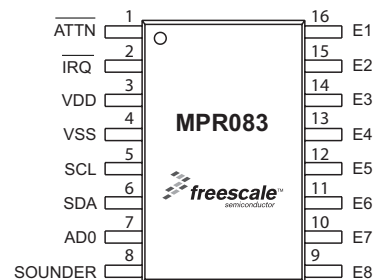 ATTN 1 16 E1
IRQ 2 15 E2
VDD 3 14 E3
VSS 4 13 E4
SCL 5 12 E5
SDA 6 11 E6
AD0 7 10 E7
SOUNDER 8 9 E8
MPR083
freescale™
semiconductor